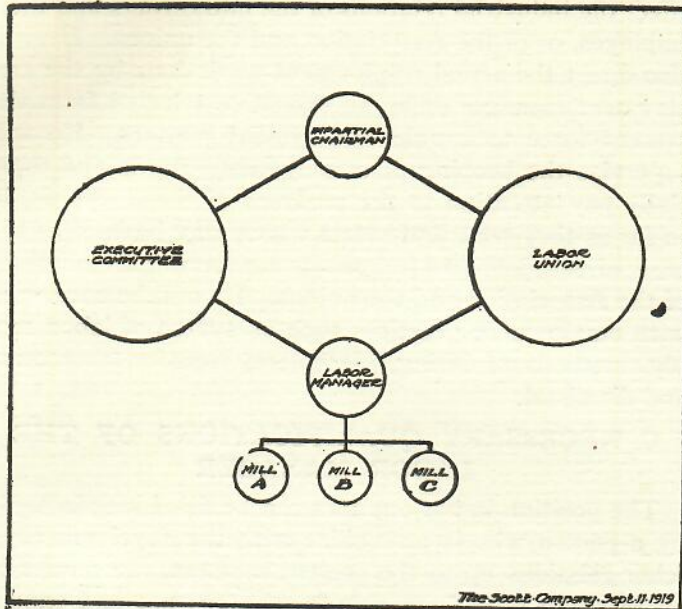 IMPARTIAL
CHAIRMAN
EXECUTIVE
COMMITTEE
LABOR
UNION
LABOR
MANAGER
MILL
A
MILL
B
MILL
C
The Scott Company. Sept. 11. 1919